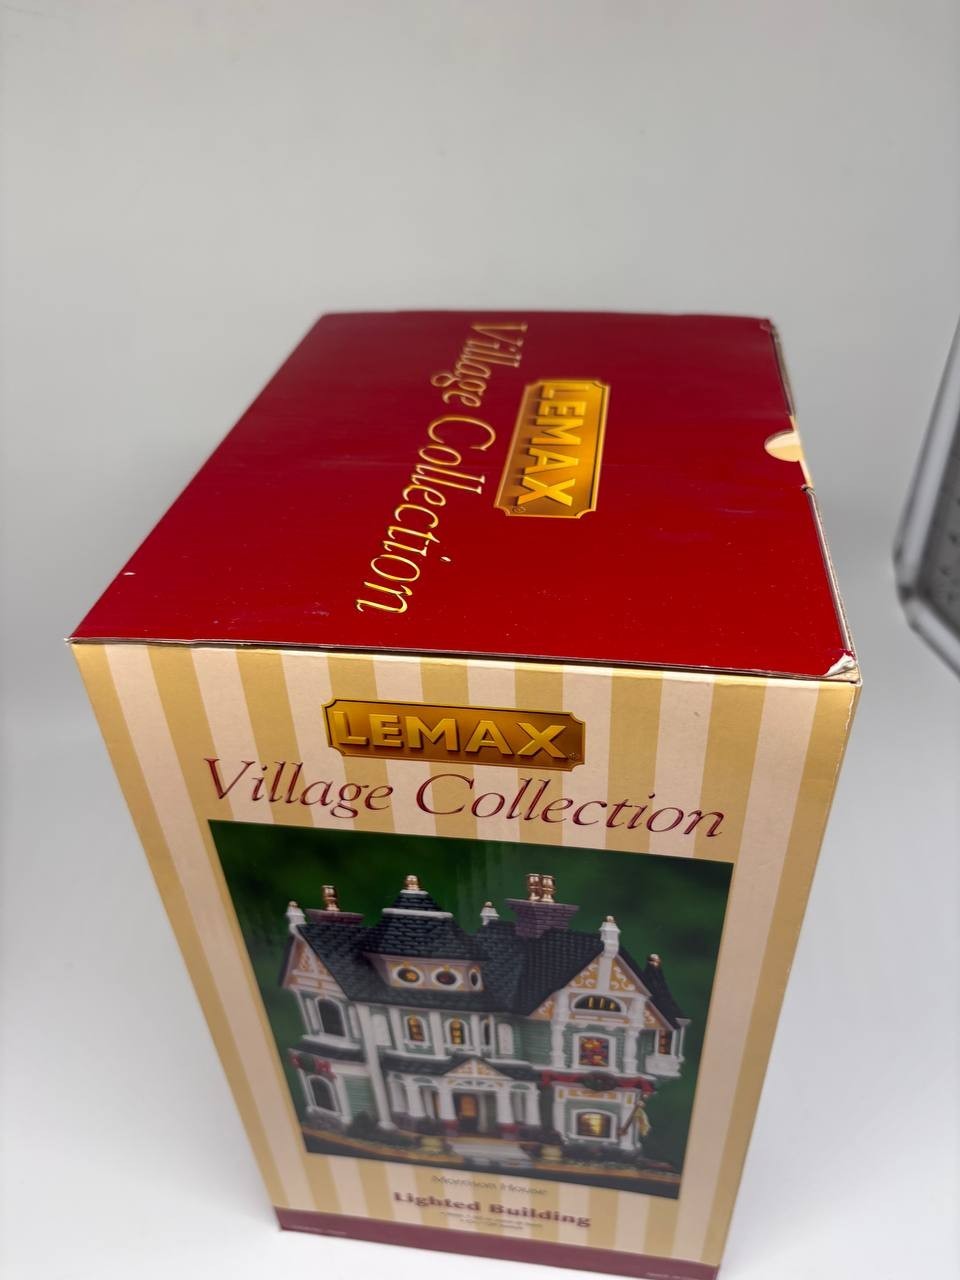 LEMAX
Village Collection
LEMAX
Village Collection
Morrison House
Lighted Building